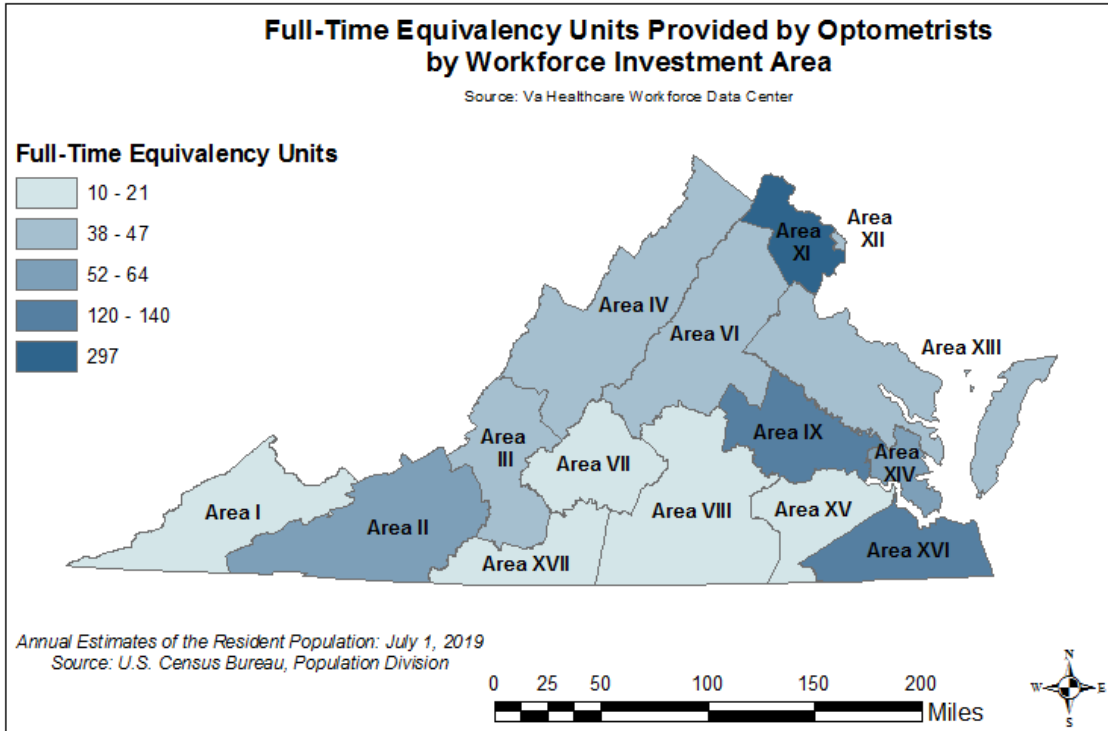 Full-Time Equivalency Units Provided by Optometrists
by Workforce Investment Area
Source: Va Healthcare Workforce Data Center
Full-Time Equivalency Units
10 - 21
38 - 47
52 - 64
120 - 140
297
Area
XI
Area
XII
Area IV
Area VI
Area XIII
Area
III
Area VII
Area IX
Area
XIV
Area I
Area II
Area VIII
Area XV
Area XVII
Area XVI
Annual Estimates of the Resident Population: July 1, 2019
Source: U.S. Census Bureau, Population Division
0 25 50 100 150 200
Miles
N
W E
S